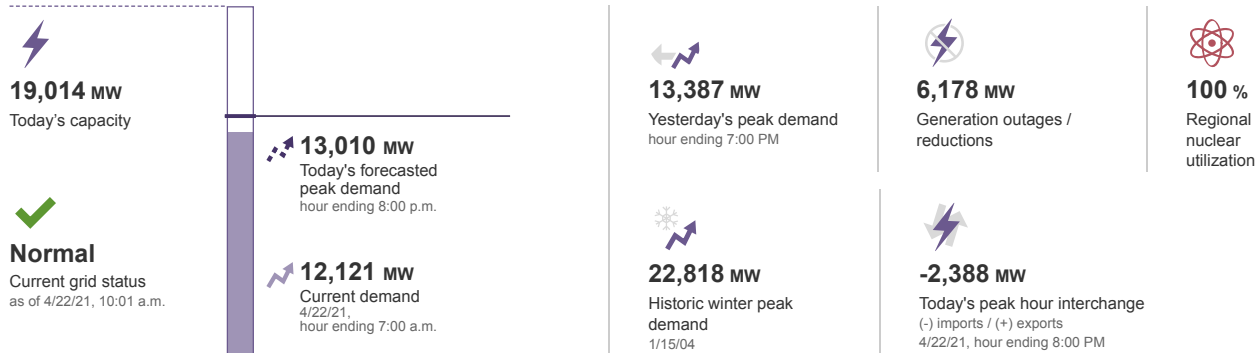 19,014 MW
Today's capacity
Normal
Current grid status
as of 4/22/21, 10:01 a.m.
13,010 MW
Today's forecasted
peak demand
hour ending 8:00 p.m.
12,121 MW
Current demand
4/22/21,
hour ending 7:00 a.m.
13,387 MW
Yesterday's peak demand
hour ending 7:00 PM
6,178 MW
Generation outages /
reductions
100 %
Regional
nuclear
utilization
22,818 MW
Historic winter peak
demand
1/15/04
-2,388 MW
Today's peak hour interchange
(-) imports / (+) exports
4/22/21, hour ending 8:00 PM